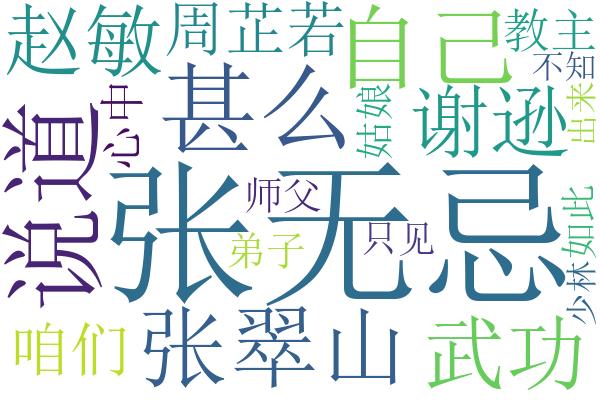 赵敏
周芷若
自己
教主
不知
出来
说道
心中
甚么
姑娘
谢逊
张无忌
师父
弟子
只见
如此
少林
咱们
张翠山
武功